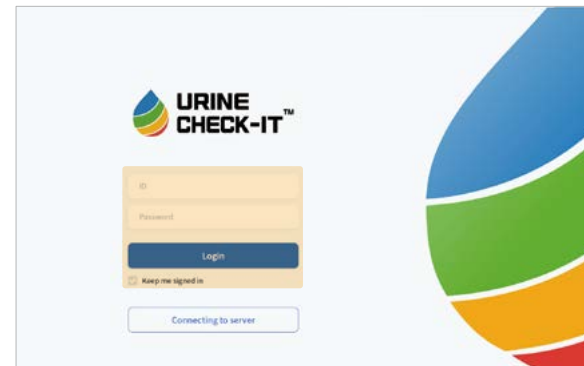 URINE
CHECK-IT™
ID
Password
Login
Keep me signed in
Connecting to server